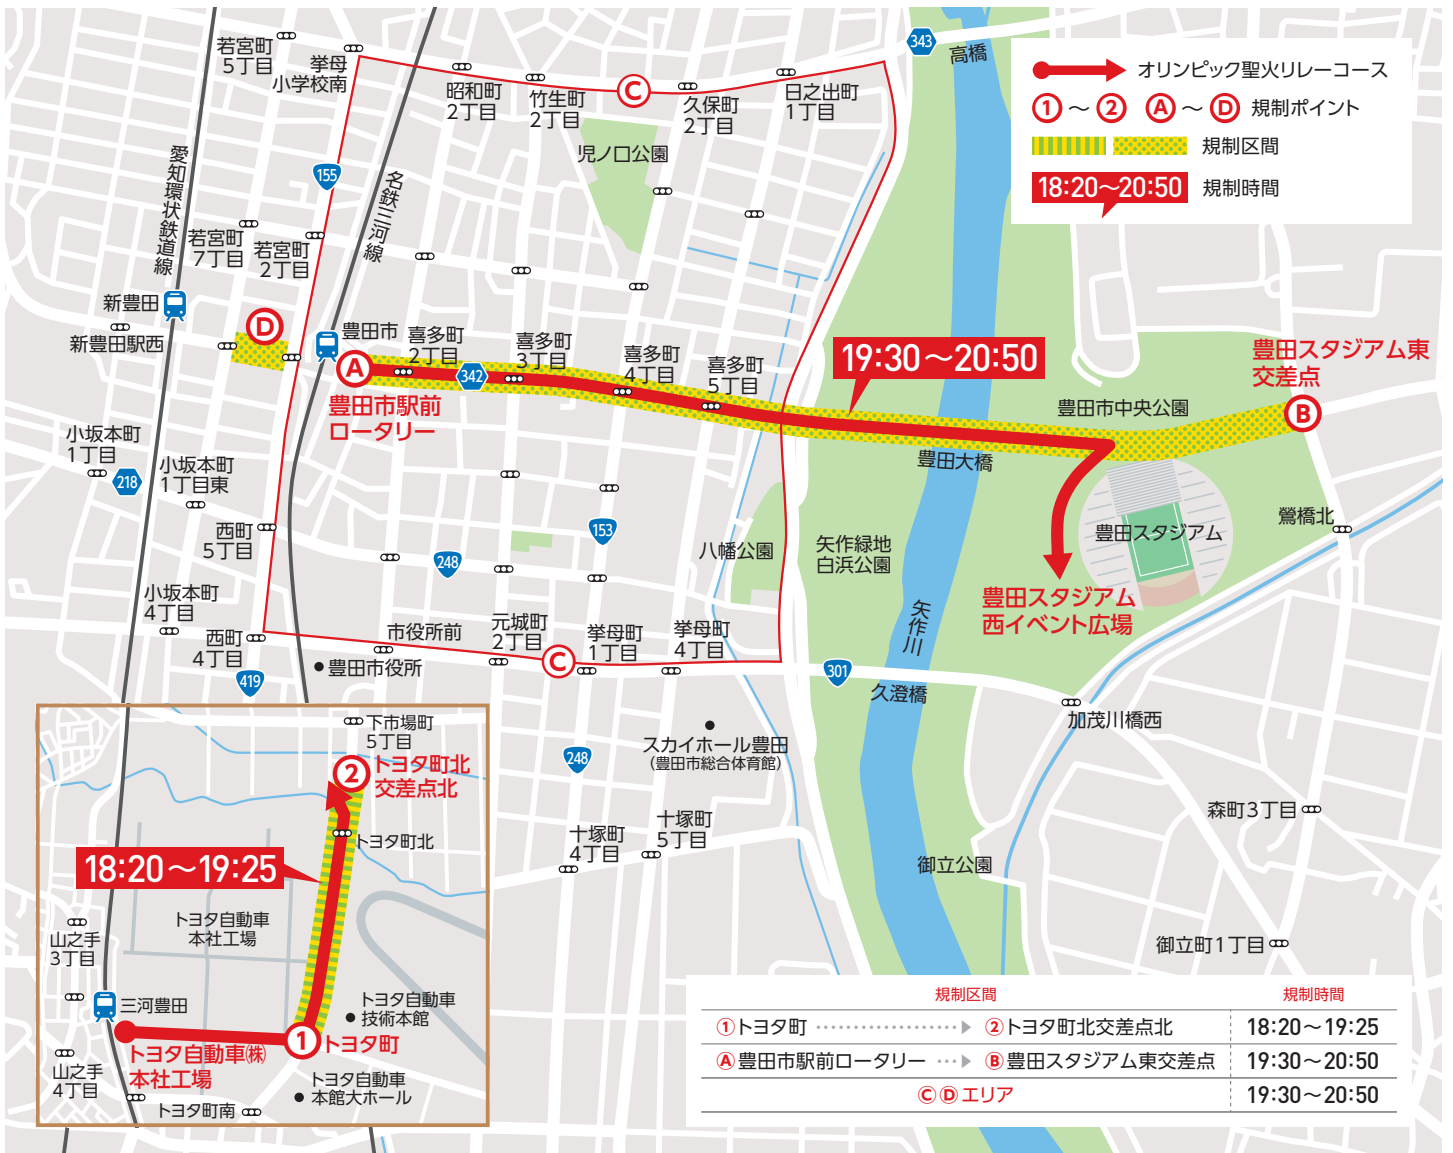 若宮町
5丁目
挙母
小学校南
昭和町
2丁目
竹生町
2丁目
C
久保町
2丁目
日之出町
1丁目
343
高橋
オリンピック聖火リレーコース
①～② Ⓐ～Ⓓ 規制ポイント
規制区間
18:20～20:50 規制時間
児ノ口公園
愛知環状鉄道線
155
名鉄三河線
若宮町
7丁目
若宮町
2丁目
新豊田
新豊田駅西
D
豊田市
A
豊田市駅前
ロータリー
喜多町
2丁目
342
喜多町
3丁目
喜多町
4丁目
喜多町
5丁目
19:30～20:50
豊田市中央公園
豊田スタジアム東
交差点
B
豊田大橋
小坂本町
1丁目
218
小坂本町
1丁目東
西町
5丁目
248
153
八幡公園
矢作緑地
白浜公園
豊田スタジアム
鶯橋北
豊田スタジアム
西イベント広場
矢作川
小坂本町
4丁目
西町
4丁目
419
市役所前
豊田市役所
元城町
2丁目
C
挙母町
1丁目
挙母町
4丁目
301
久澄橋
加茂川橋西
スカイホール豊田
(豊田市総合体育館)
248
十塚町
4丁目
十塚町
5丁目
森町3丁目
御立公園
御立町1丁目
下市場町
5丁目
2
トヨタ町北
交差点北
トヨタ町北
18:20～19:25
トヨタ自動車
本社工場
山之手
3丁目
三河豊田
トヨタ自動車
技術本館
1
トヨタ町
トヨタ自動車㈱
本社工場
山之手
4丁目
トヨタ自動車
本館大ホール
トヨタ町南
規制区間 規制時間
①トヨタ町 ②トヨタ町北交差点北 18:20～19:25
Ⓐ豊田市駅前ロータリー Ⓑ豊田スタジアム東交差点 19:30～20:50
ⒸⒹエリア 19:30～20:50